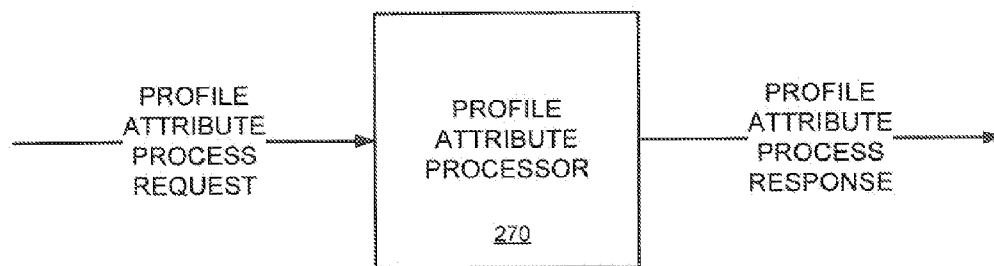 PROFILE
ATTRIBUTE
PROCESS
REQUEST
PROFILE
ATTRIBUTE
PROCESSOR
270
PROFILE
ATTRIBUTE
PROCESS
RESPONSE